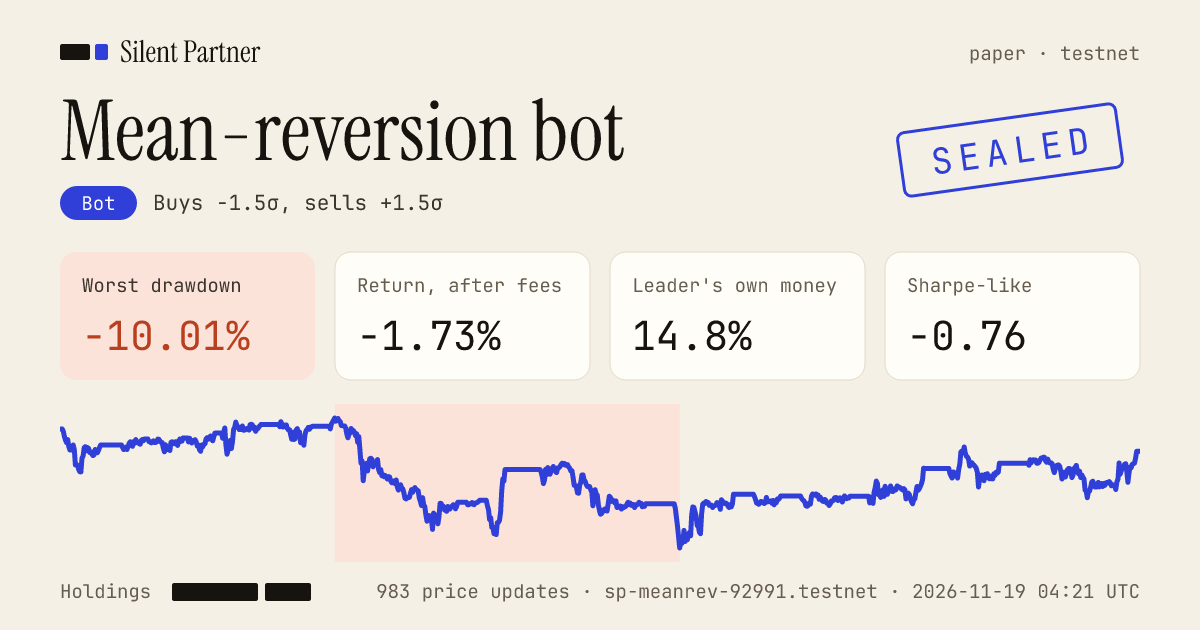 Silent Partner
paper · testnet
Mean-reversion bot
SEALED
Bot
Buys -1.5σ, sells +1.5σ
Worst drawdown
-10.01%
Return, after fees
-1.73%
Leader's own money
14.8%
Sharpe-like
-0.76
Holdings
983 price updates · sp-meanrev-92991.testnet · 2026-11-19 04:21 UTC